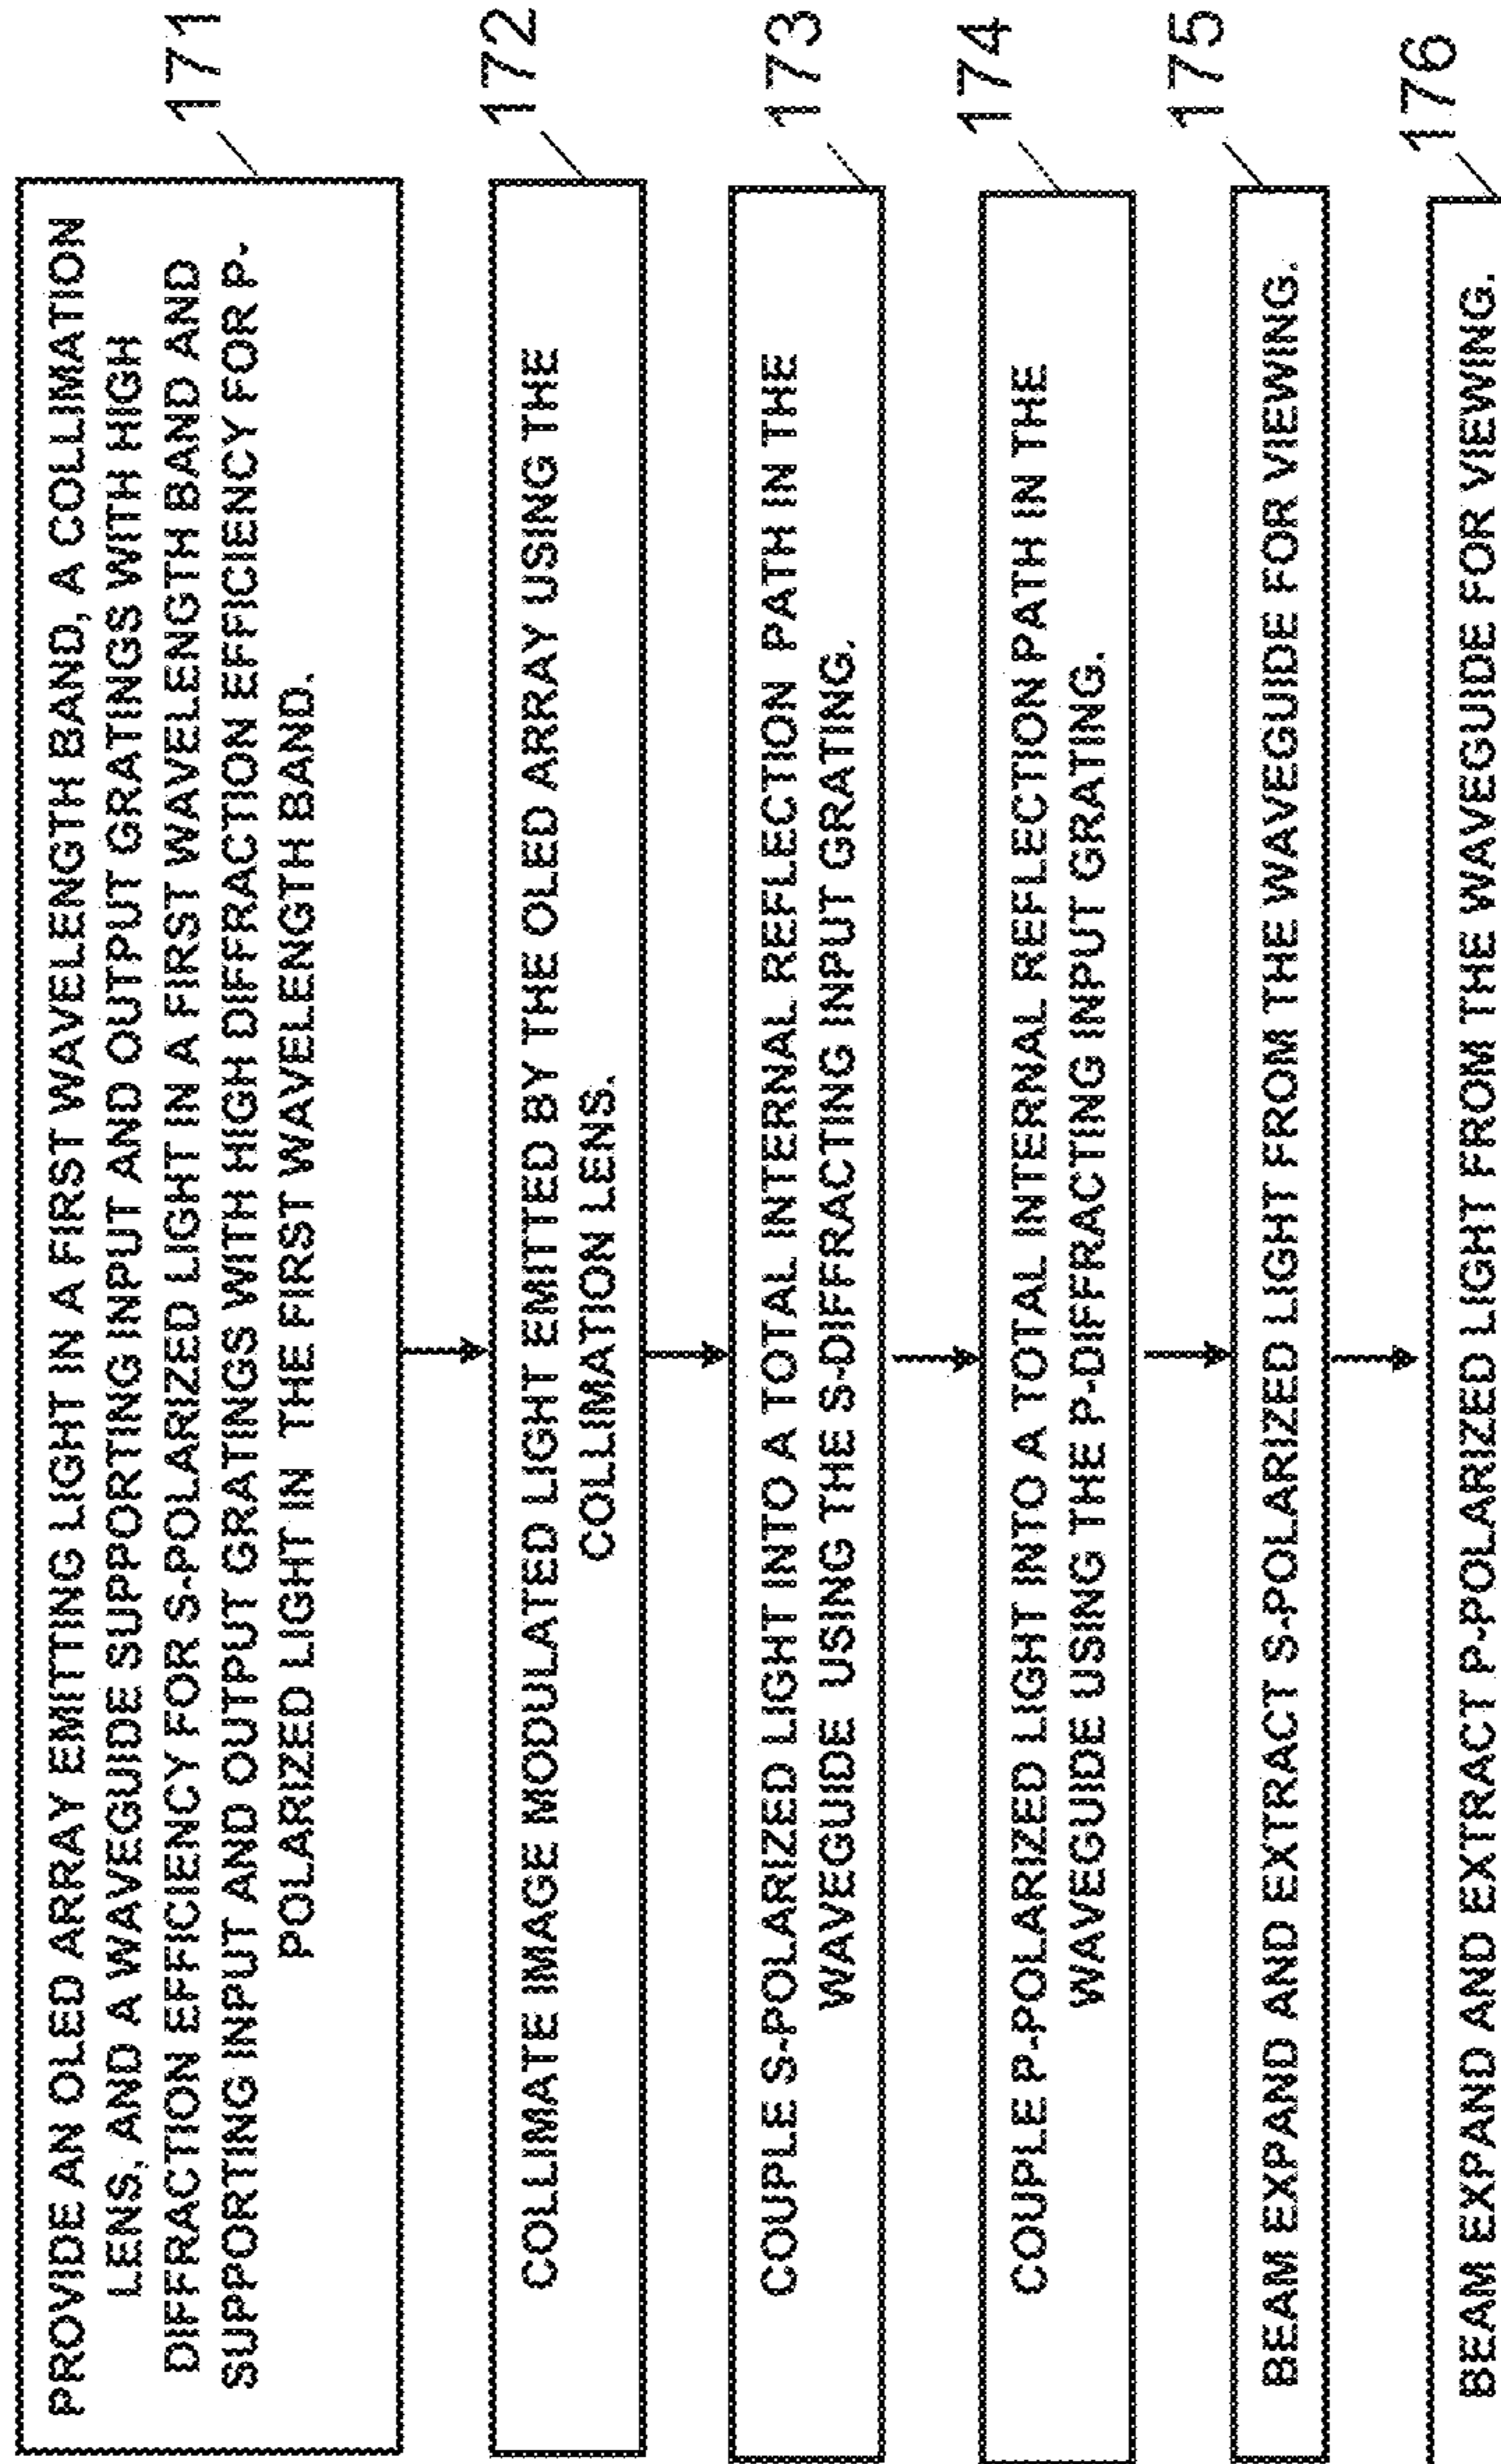 PROVIDE AN OLED ARRAY EMITTING LIGHT IN A FIRST WAVELENGTH BAND, A COLLIMATION
LENS, AND A WAVEGUIDE SUPPORTING INPUT AND OUTPUT GRATINGS WITH HIGH
DIFFRACTION EFFICIENCY FOR S-POLARIZED LIGHT IN A FIRST WAVELENGTH BAND AND
SUPPORTING INPUT AND OUTPUT GRATINGS WITH HIGH DIFFRACTION EFFICIENCY FOR P-
POLARIZED LIGHT IN THE FIRST WAVELENGTH BAND.
171
COLLIMATE IMAGE MODULATED LIGHT EMITTED BY THE OLED ARRAY USING THE
COLLIMATION LENS.
172
COUPLE S-POLARIZED LIGHT INTO A TOTAL INTERNAL REFLECTION PATH IN THE
WAVEGUIDE USING THE S-DIFFRACTING INPUT GRATING.
173
COUPLE P-POLARIZED LIGHT INTO A TOTAL INTERNAL REFLECTION PATH IN THE
WAVEGUIDE USING THE P-DIFFRACTING INPUT GRATING.
174
BEAM EXPAND AND EXTRACT S-POLARIZED LIGHT FROM THE WAVEGUIDE FOR VIEWING.
175
BEAM EXPAND AND EXTRACT P-POLARIZED LIGHT FROM THE WAVEGUIDE FOR VIEWING.
176